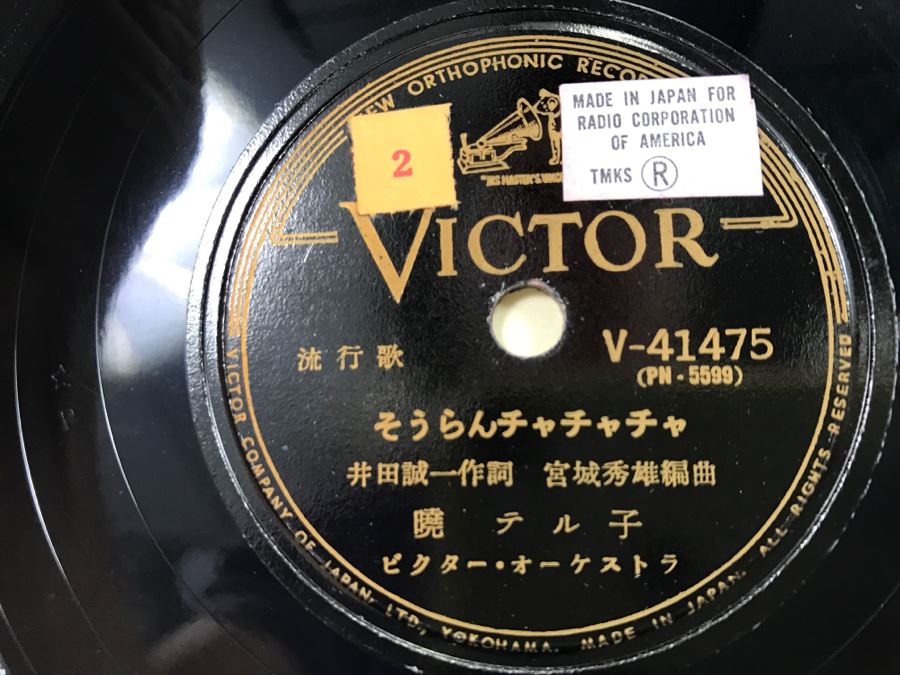 NEW ORTHOPHONIC RECOR
MADE IN JAPAN FOR
RADIO CORPORATION
OF AMERICA
TMKS R
2
"HIS MASTER'S VOICE
VICTOR
流行歌
V-41475
(PN・5599)
そうらんチャチャチャ
井田誠一作詞 宮城秀雄編曲
暁 テル子
ビクター・オーケストラ
VICTOR COMPANY OF JAPAN, LTD., YOKOHAMA. MADE IN JAPAN. ALL RIGHTS RESERVED